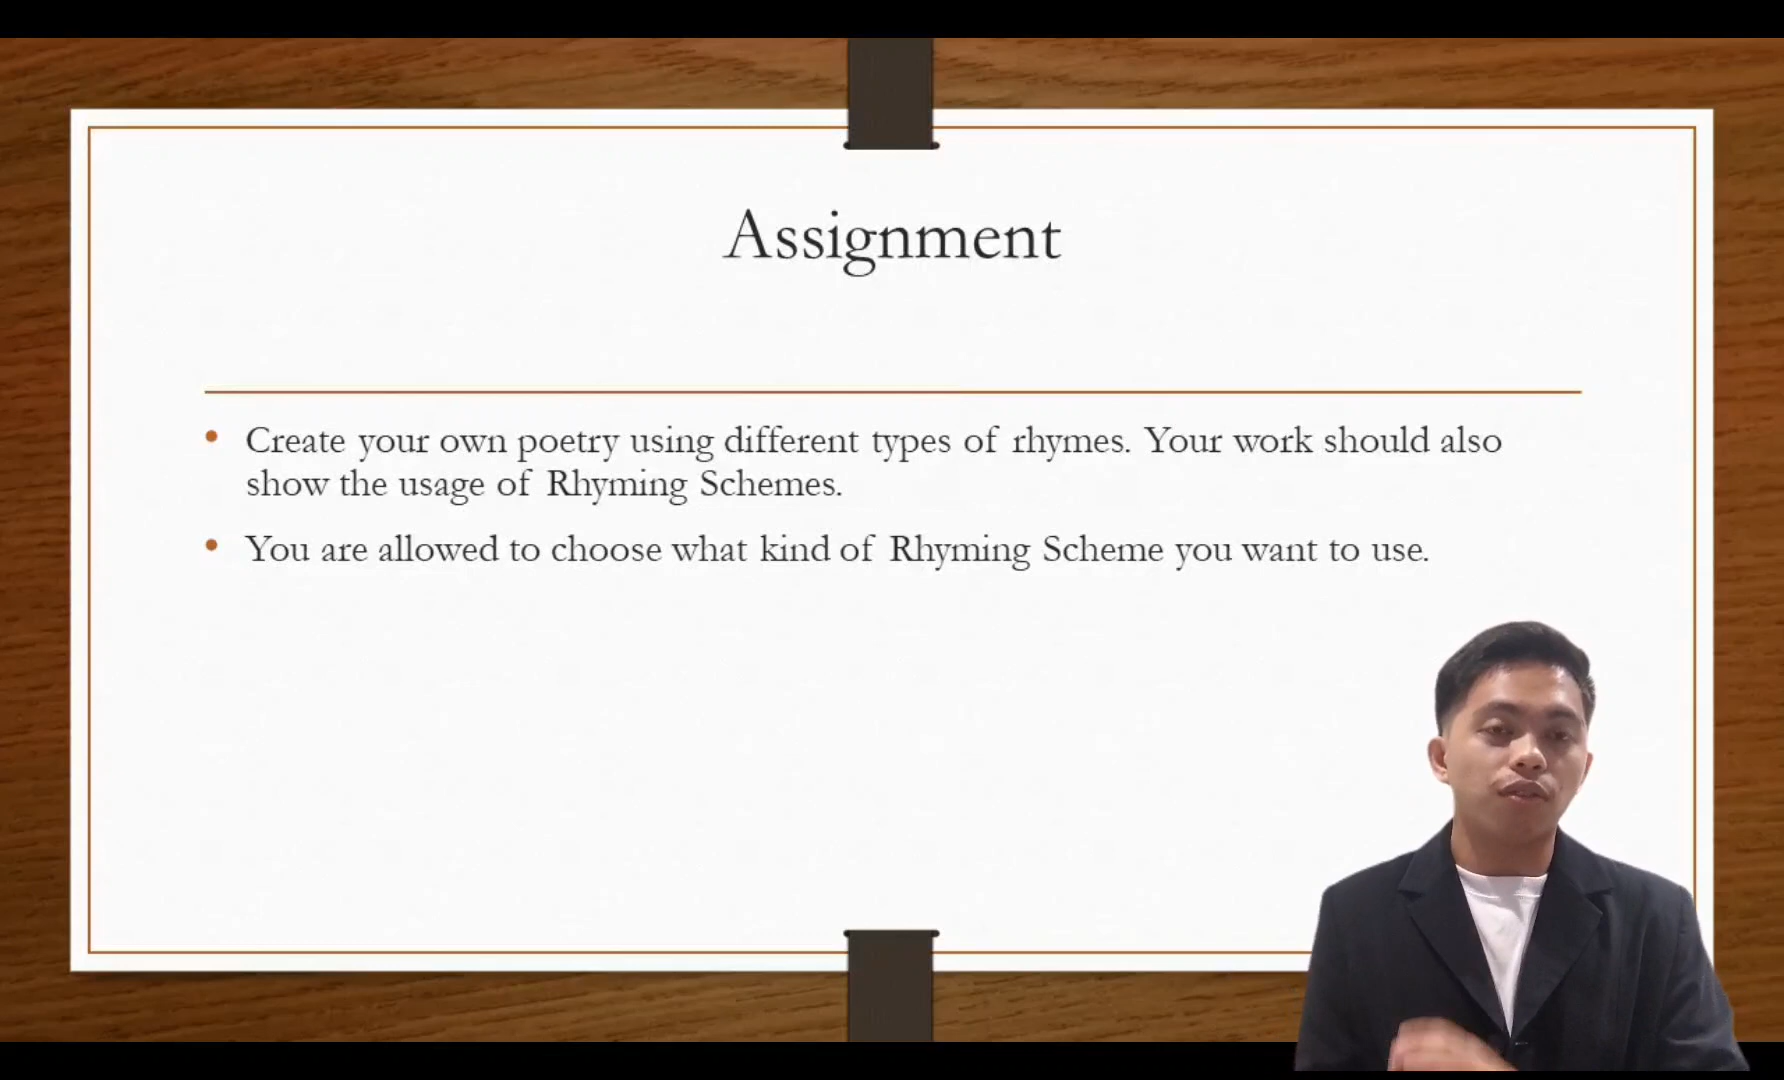 Assignment
Create your own poetry using different types of rhymes. Your work should also
show the usage of Rhyming Schemes.
You are allowed to choose what kind of Rhyming Scheme you want to use.